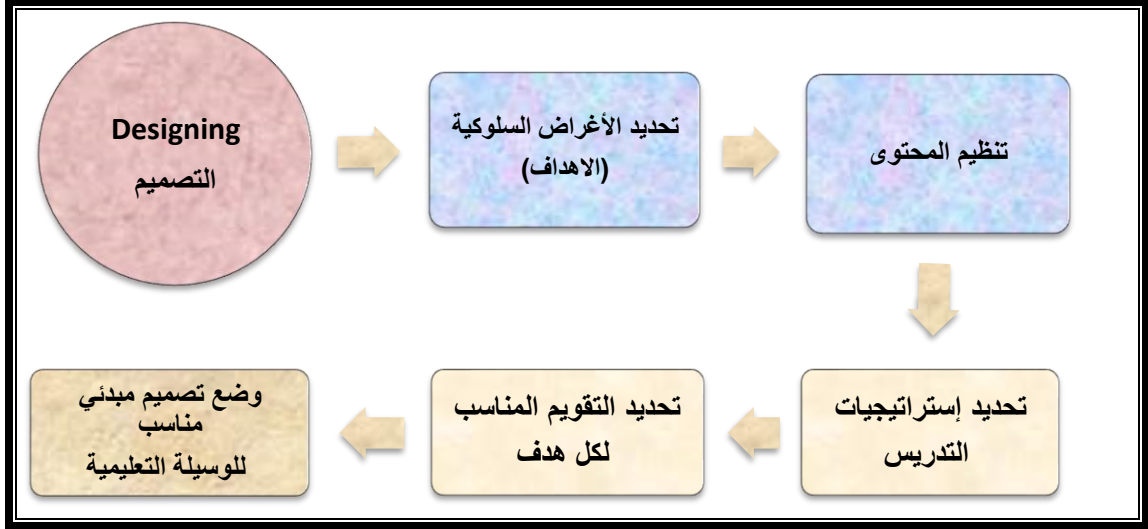 Designing
التصميم
تحديد الأغراض السلوكية
(الاهداف)
تنظيم المحتوى
تحديد إستراتيجيات
التدريس
تحديد التقويم المناسب
لكل هدف
وضع تصميم مبدئي
مناسب
للوسيلة التعليمية